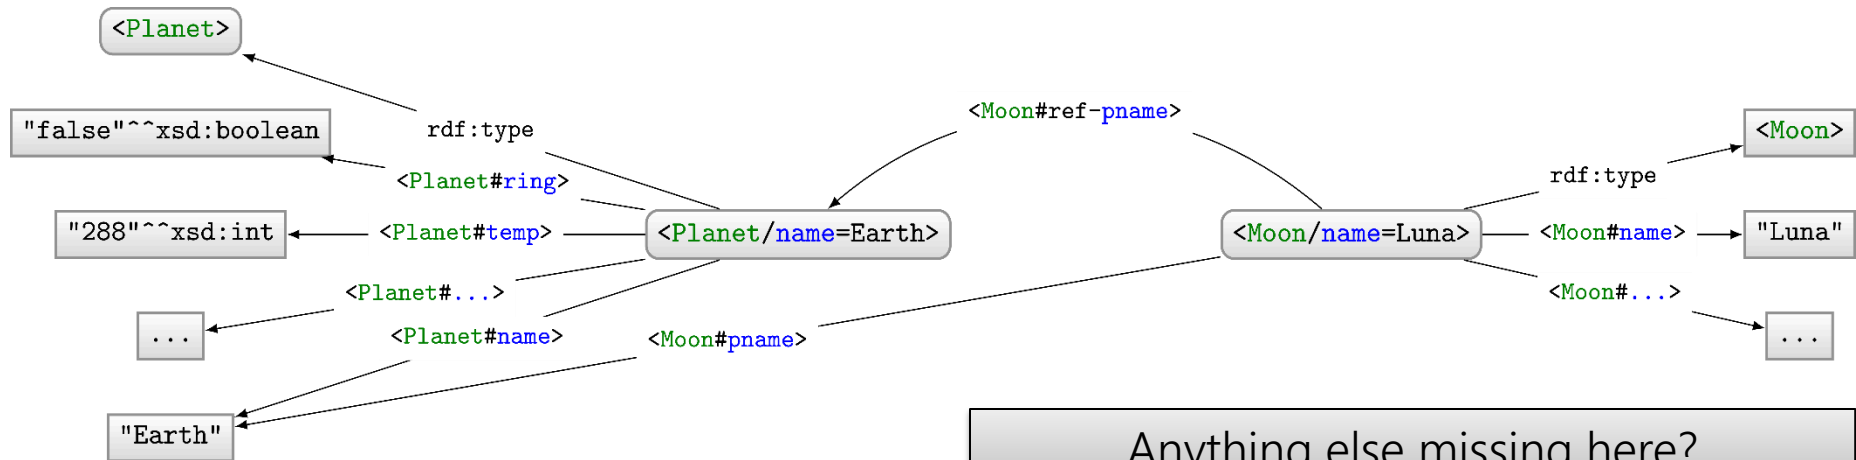 <Planet>
"false"^^xsd:boolean
rdf:type
<Planet#ring>
"288"^^xsd:int
<Planet#temp>
<Planet/name=Earth>
<Planet#...>
...
<Planet#name>
"Earth"
<Moon#pname>
<Moon#ref-pname>
<Moon/name=Luna>
rdf:type
<Moon>
<Moon#name>
"Luna"
<Moon#...>
...
Anything else missing here?